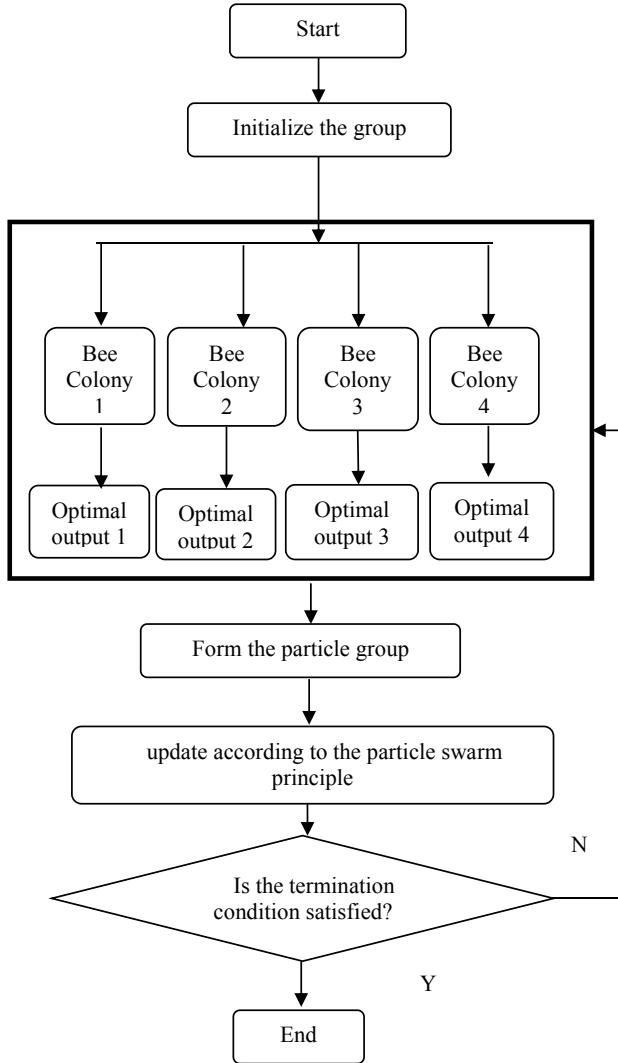 Start
Initialize the group
Bee
Colony
1
Bee
Colony
2
Bee
Colony
3
Bee
Colony
4
Optimal
output 1
Optimal
output 2
Optimal
output 3
Optimal
output 4
Form the particle group
update according to the particle swarm
principle
N
Is the termination
condition satisfied?
Y
End